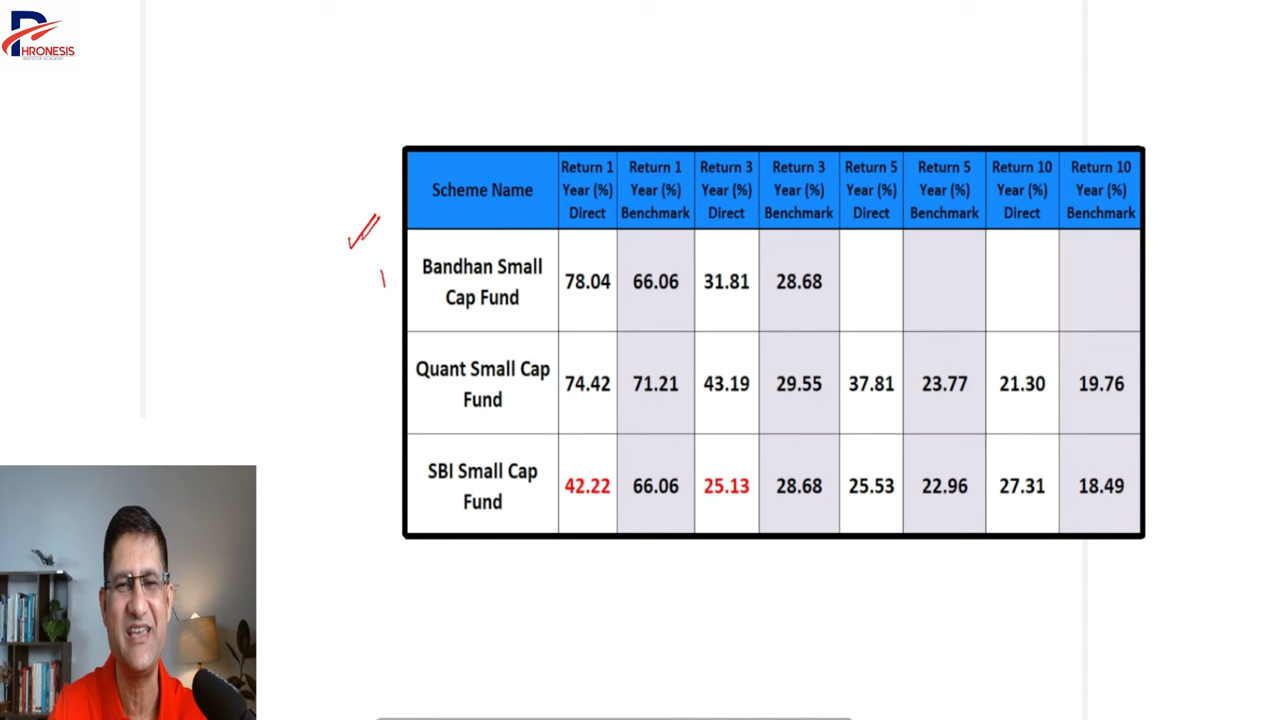 PHRONESIS
INVESTOR ACADEMY
Scheme Name
Return 1 Year (%) Direct
Return 1 Year (%) Benchmark
Return 3 Year (%) Direct
Return 3 Year (%) Benchmark
Return 5 Year (%) Direct
Return 5 Year (%) Benchmark
Return 10 Year (%) Direct
Return 10 Year (%) Benchmark
Bandhan Small Cap Fund 78.04 66.06 31.81 28.68
Quant Small Cap Fund 74.42 71.21 43.19 29.55 37.81 23.77 21.30 19.76
SBI Small Cap Fund 42.22 66.06 25.13 28.68 25.53 22.96 27.31 18.49